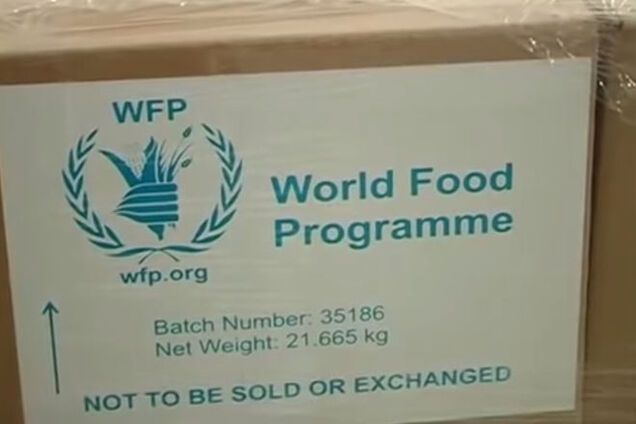 WFP
World Food
Programme
wfp.org
Batch Number: 35186
Net Weight: 21.665 kg
NOT TO BE SOLD OR EXCHANGED